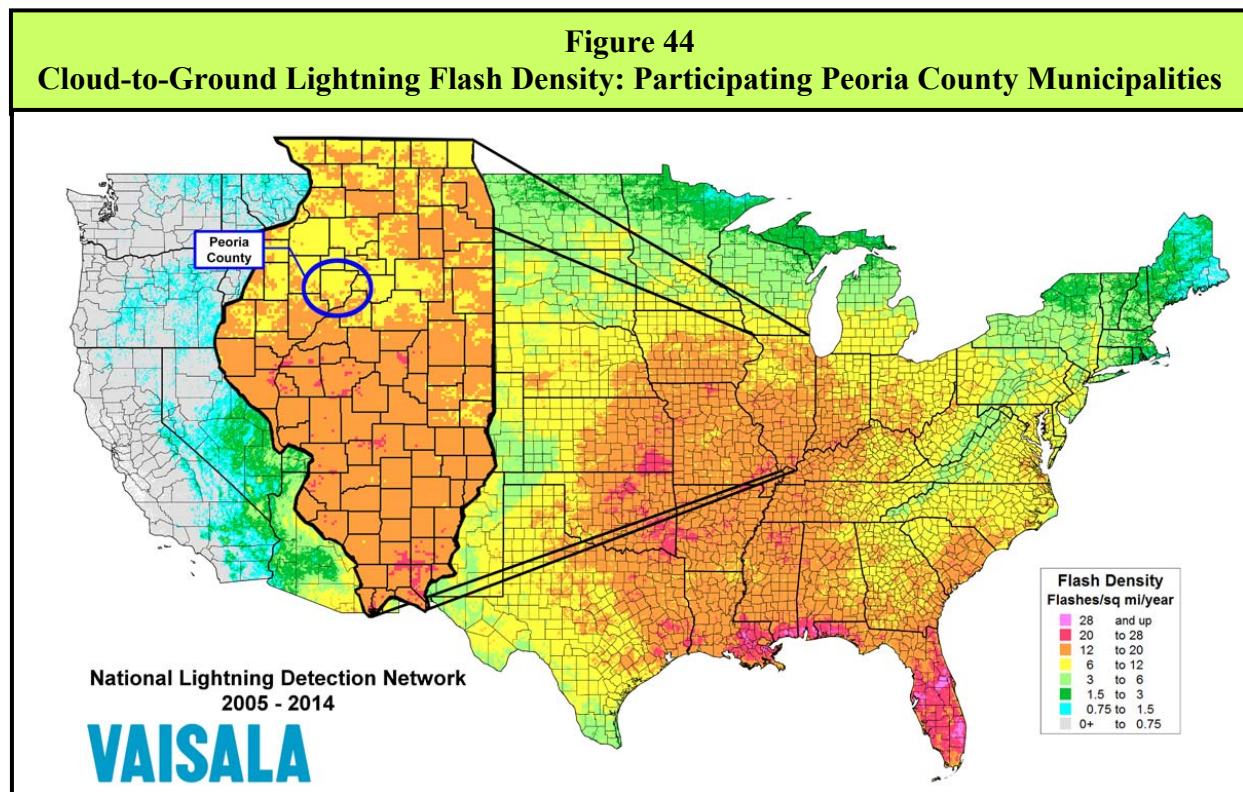 Figure 44
Cloud-to-Ground Lightning Flash Density: Participating Peoria County Municipalities
Peoria
County
Flash Density
Flashes/sq mi/year
28 and up
20 to 28
12 to 20
6 to 12
3 to 6
1.5 to 3
0.75 to 1.5
0+ to 0.75
National Lightning Detection Network
2005 - 2014
VAISALA